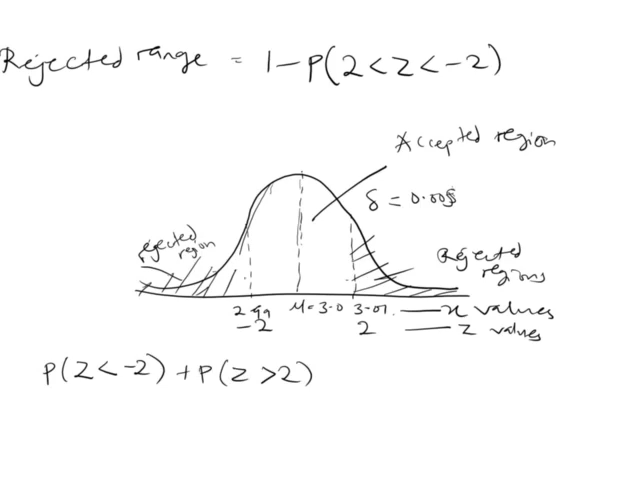 Rejected range = 1-P(2<Z<-2)
Accepted region
δ = 0.005
rejected region
Rejected regions
2.99 μ=3.0 3.01 — x values
-2 2 — Z values
P(Z<-2)+P(Z>2)